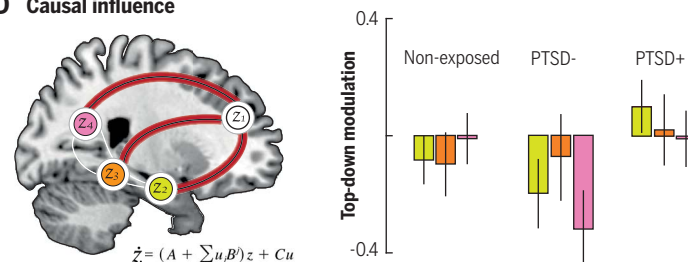 Causal influence
Z4
Z1
Z3
Z2
ż = (A + ∑uⱼBʲ)z + Cu
Top-down modulation
0.4
-0.4
Non-exposed
PTSD-
PTSD+